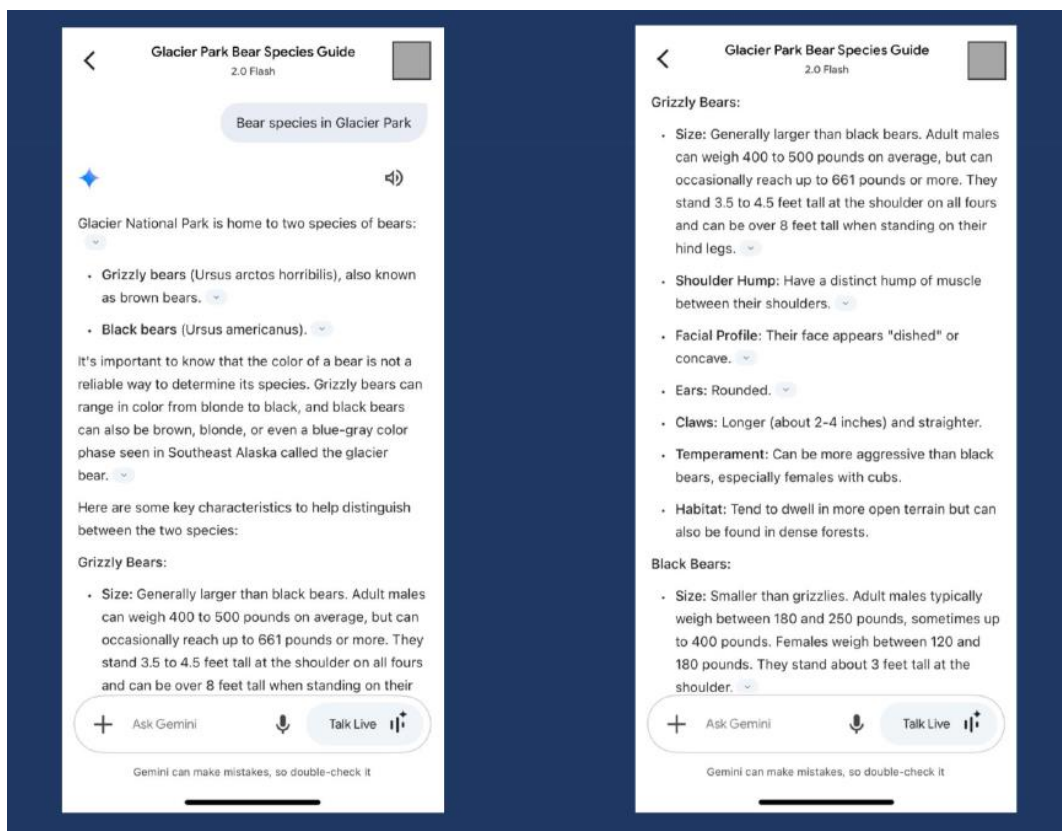 Glacier Park Bear Species Guide
2.0 Flash
Bear species in Glacier Park
Glacier National Park is home to two species of bears:
• Grizzly bears (Ursus arctos horribilis), also known
as brown bears.
• Black bears (Ursus americanus).
It's important to know that the color of a bear is not a
reliable way to determine its species. Grizzly bears can
range in color from blonde to black, and black bears
can also be brown, blonde, or even a blue-gray color
phase seen in Southeast Alaska called the glacier
bear.
Here are some key characteristics to help distinguish
between the two species:
Grizzly Bears:
• Size: Generally larger than black bears. Adult males
can weigh 400 to 500 pounds on average, but can
occasionally reach up to 661 pounds or more. They
stand 3.5 to 4.5 feet tall at the shoulder on all fours
and can be over 8 feet tall when standing on their
Ask Gemini
Talk Live
Gemini can make mistakes, so double-check it
Glacier Park Bear Species Guide
2.0 Flash
Grizzly Bears:
• Size: Generally larger than black bears. Adult males
can weigh 400 to 500 pounds on average, but can
occasionally reach up to 661 pounds or more. They
stand 3.5 to 4.5 feet tall at the shoulder on all fours
and can be over 8 feet tall when standing on their
hind legs.
• Shoulder Hump: Have a distinct hump of muscle
between their shoulders.
• Facial Profile: Their face appears "dished" or
concave.
• Ears: Rounded.
• Claws: Longer (about 2-4 inches) and straighter.
• Temperament: Can be more aggressive than black
bears, especially females with cubs.
• Habitat: Tend to dwell in more open terrain but can
also be found in dense forests.
Black Bears:
• Size: Smaller than grizzlies. Adult males typically
weigh between 180 and 250 pounds, sometimes up
to 400 pounds. Females weigh between 120 and
180 pounds. They stand about 3 feet tall at the
shoulder.
Ask Gemini
Talk Live
Gemini can make mistakes, so double-check it